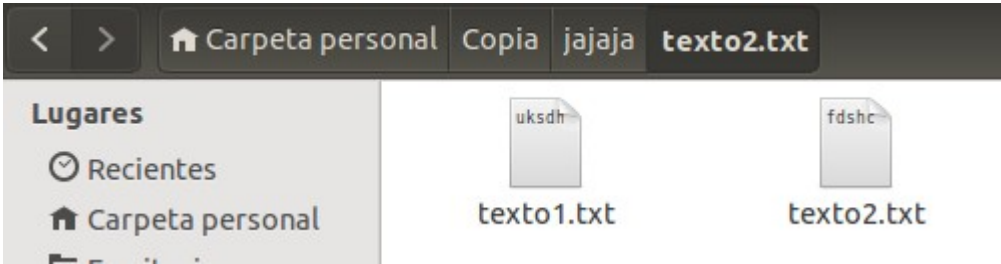 < > Carpeta personal Copia jajaja texto2.txt
Lugares
uksdh fdshc
Recientes
Carpeta personal
texto1.txt texto2.txt